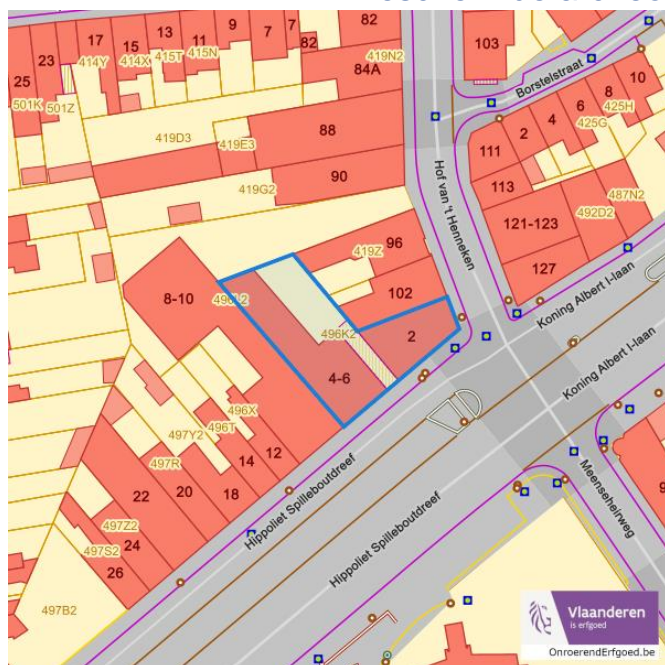 82
7
7
9
13
17
15
11
23
415T
415N
414Y
414X
82
419N2
103
84A
25
501K
501Z
Borstelstraat
10
8
6
425H
88
425G
4
2
419D3
419E3
111
90
113
487N2
419G2
Hof van 't Henneken
121-123
492D2
96
419Z
127
8-10
102
496L2
Koning Albert I-laan
496K2
2
Koning Albert I-laan
4-6
496X
496T
497Y2
12
497R
14
Meenseheirweg
22
20
18
9
497Z2
Hippoliet Spilleboutdreef
24
497S2
26
Hippoliet Spilleboutdreef
497B2
Vlaanderen
is erfgoed
OnroerendErfgoed.be